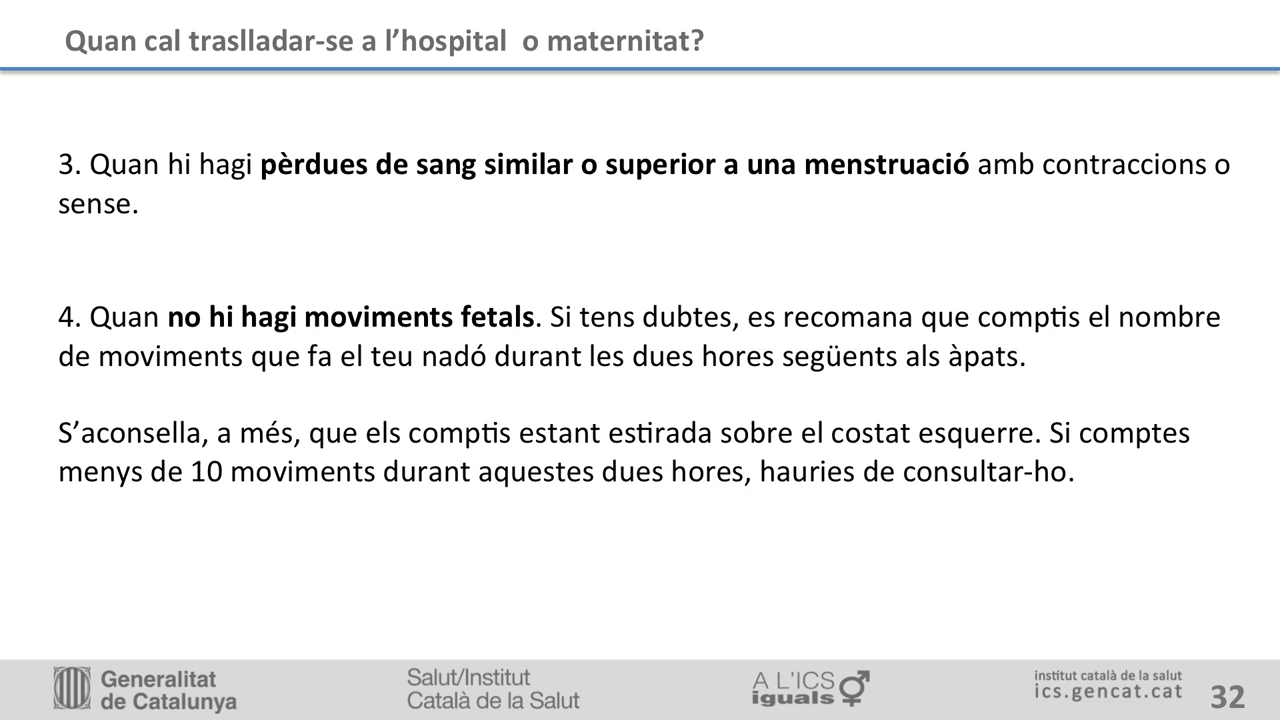 Quan cal traslladar-se a l’hospital  o maternitat?
3. Quan hi hagi pèrdues de sang similar o superior a una menstruació amb contraccions o
sense.
4. Quan no hi hagi moviments fetals. Si tens dubtes, es recomana que comptis el nombre
de moviments que fa el teu nadó durant les dues hores següents als àpats.
S’aconsella, a més, que els comptis estant estirada sobre el costat esquerre. Si comptes
menys de 10 moviments durant aquestes dues hores, hauries de consultar-ho.
Generalitat
de Catalunya
Salut/Institut
Català de la Salut
A L'ICS
iguals
institut català de la salut
ics.gencat.cat
32